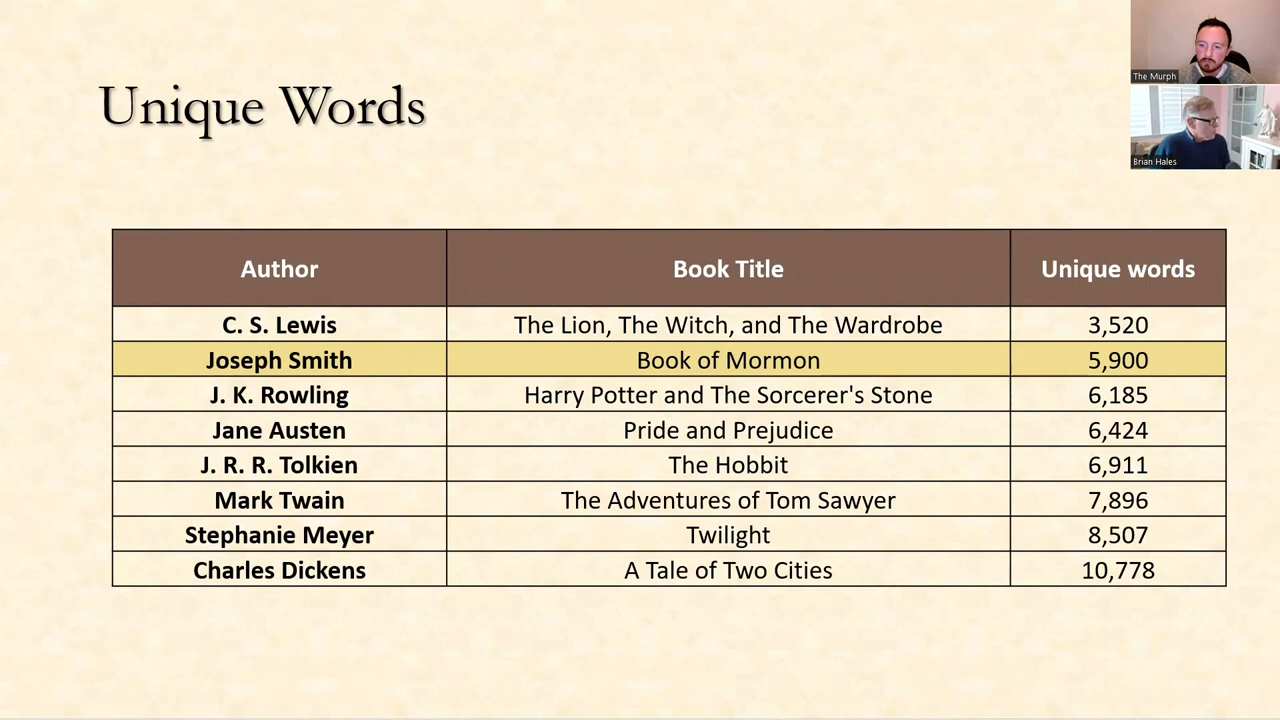 The Murph
Brian Hales
Unique Words
Author Book Title Unique words
C. S. Lewis The Lion, The Witch, and The Wardrobe 3,520
Joseph Smith Book of Mormon 5,900
J. K. Rowling Harry Potter and The Sorcerer's Stone 6,185
Jane Austen Pride and Prejudice 6,424
J. R. R. Tolkien The Hobbit 6,911
Mark Twain The Adventures of Tom Sawyer 7,896
Stephanie Meyer Twilight 8,507
Charles Dickens A Tale of Two Cities 10,778